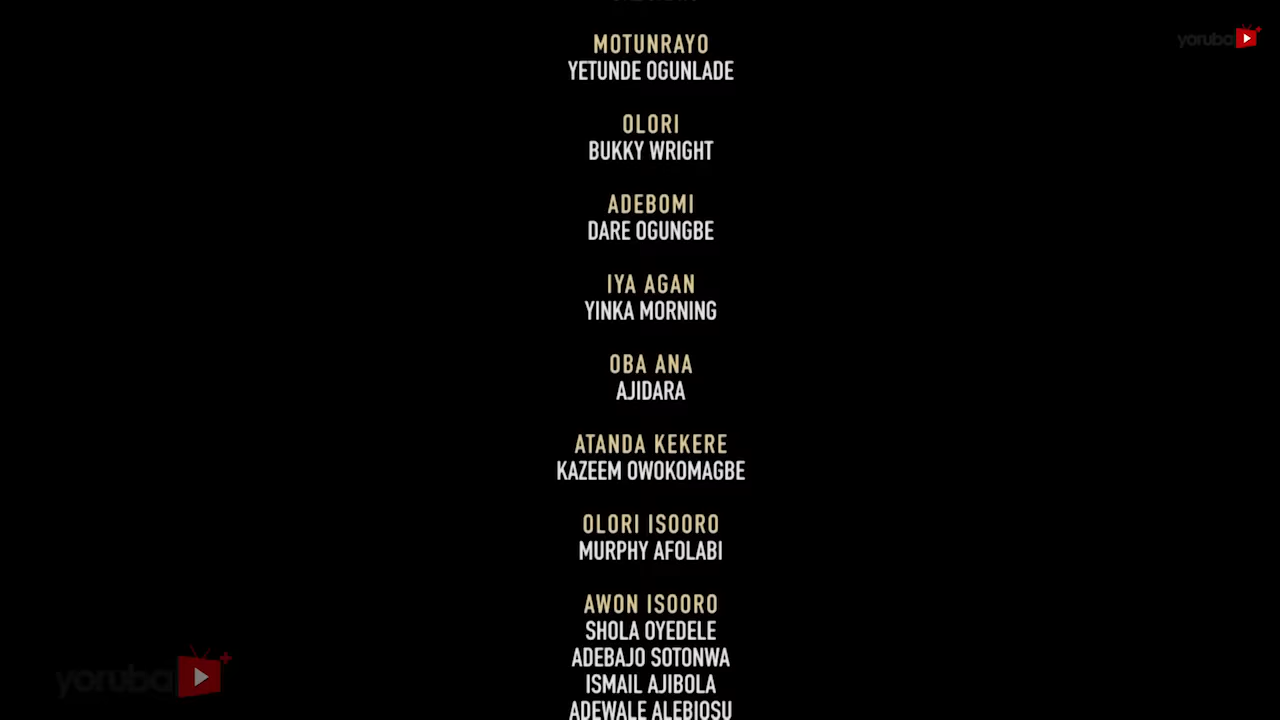 MOTUNRAYO
YETUNDE OGUNLADE
OLORI
BUKKY WRIGHT
ADEBOMI
DARE OGUNGBE
IYA AGAN
YINKA MORNING
OBA ANA
AJIDARA
ATANDA KEKERE
KAZEEM OWOKOMAGBE
OLORI ISOORO
MURPHY AFOLABI
AWON ISOORO
SHOLA OYEDELE
ADEBAJO SOTONWA
ISMAIL AJIBOLA
ADEWALE ALEBIOSU
yoruba+
yoruba+